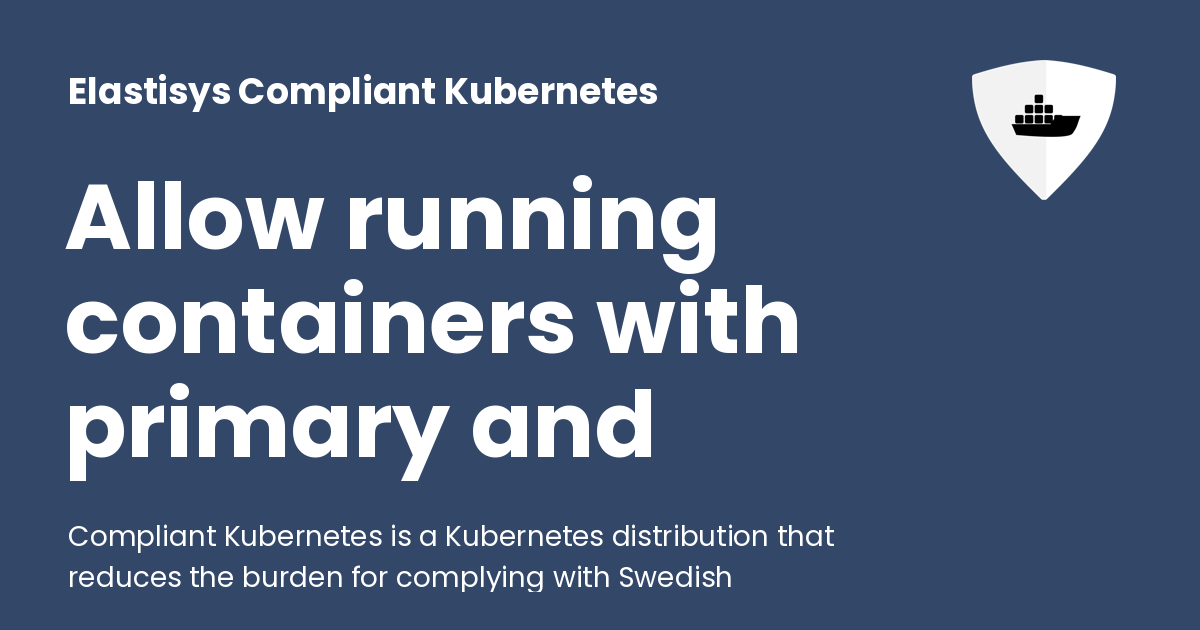 Elastisys Compliant Kubernetes
Allow running
containers with
primary and
Compliant Kubernetes is a Kubernetes distribution that
reduces the burden for complying with Swedish